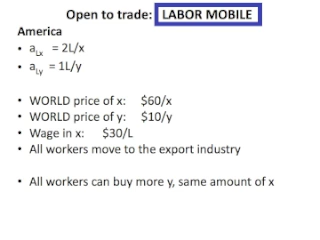 Open to trade: LABOR MOBILE
America
• aLx = 2L/x
• aLy = 1L/y
• WORLD price of x: $60/x
• WORLD price of y: $10/y
• Wage in x: $30/L
• All workers move to the export industry
• All workers can buy more y, same amount of x